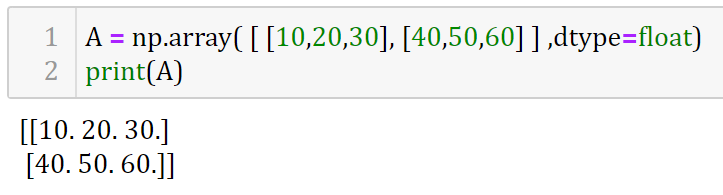 1 A = np.array( [ [10,20,30], [40,50,60] ] ,dtype=float)
2 print(A)
[[10. 20. 30.]
[40. 50. 60.]]